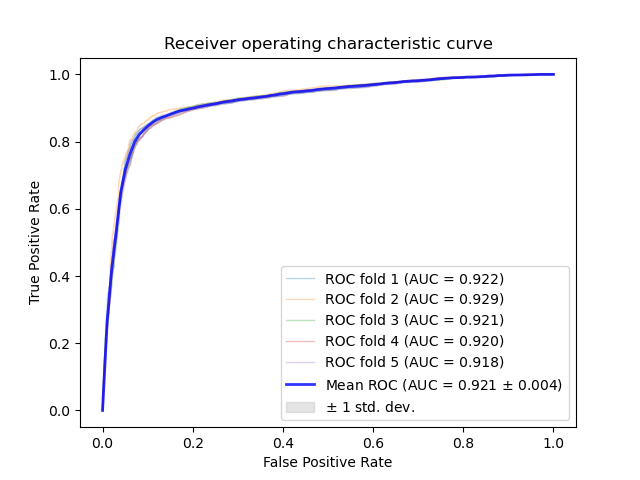 Receiver operating characteristic curve
True Positive Rate
1.0
0.8
0.6
0.4
0.2
0.0
ROC fold 1 (AUC = 0.922)
ROC fold 2 (AUC = 0.929)
ROC fold 3 (AUC = 0.921)
ROC fold 4 (AUC = 0.920)
ROC fold 5 (AUC = 0.918)
Mean ROC (AUC = 0.921 ± 0.004)
± 1 std. dev.
0.0 0.2 0.4 0.6 0.8 1.0
False Positive Rate